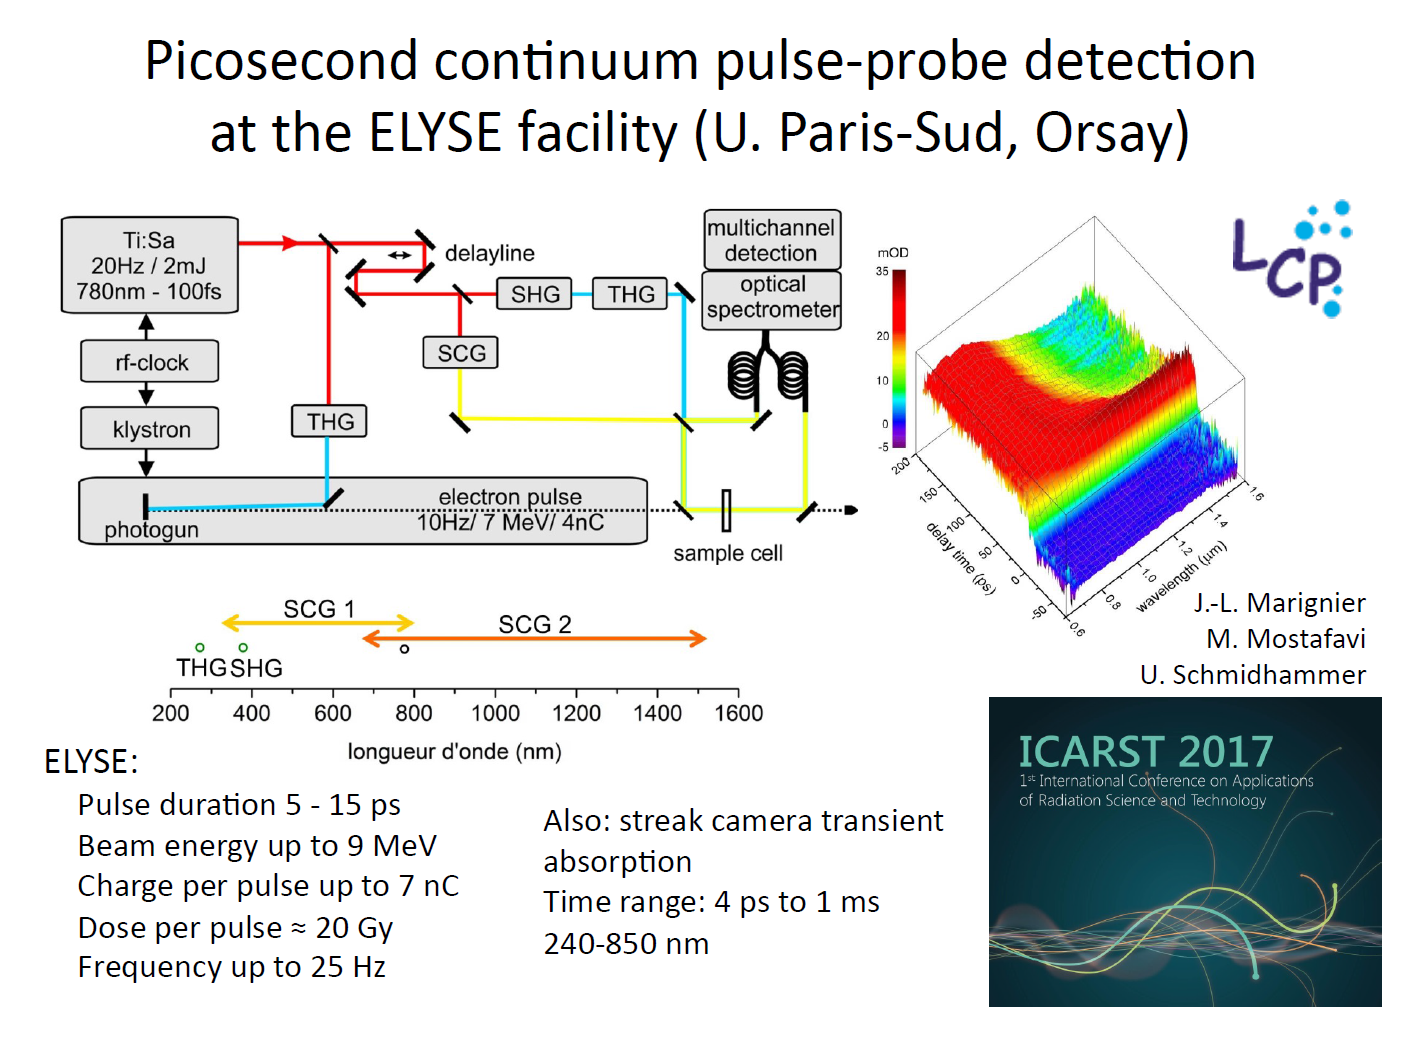 Picosecond continuum pulse-probe detection
at the ELYSE facility (U. Paris-Sud, Orsay)
Ti:Sa
20Hz / 2mJ
780nm - 100fs
rf-clock
klystron
THG
delayline
SHG
THG
SCG
multichannel
detection
optical
spectrometer
photogun
electron pulse
10Hz/ 7 MeV/ 4nC
sample cell
mOD
35
20
10
0
-5
200
150
100
50
0
-50
delay time (ps)
0.6
0.8
1.0
1.2
1.4
1.6
wavelength (µm)
LCP
J.-L. Marignier
M. Mostafavi
U. Schmidhammer
SCG 1
SCG 2
THG SHG
200 400 600 800 1000 1200 1400 1600
longueur d'onde (nm)
ELYSE:
Pulse duration 5 - 15 ps
Beam energy up to 9 MeV
Charge per pulse up to 7 nC
Dose per pulse ≈ 20 Gy
Frequency up to 25 Hz
Also: streak camera transient
absorption
Time range: 4 ps to 1 ms
240-850 nm
ICARST 2017
1st International Conference on Applications
of Radiation Science and Technology